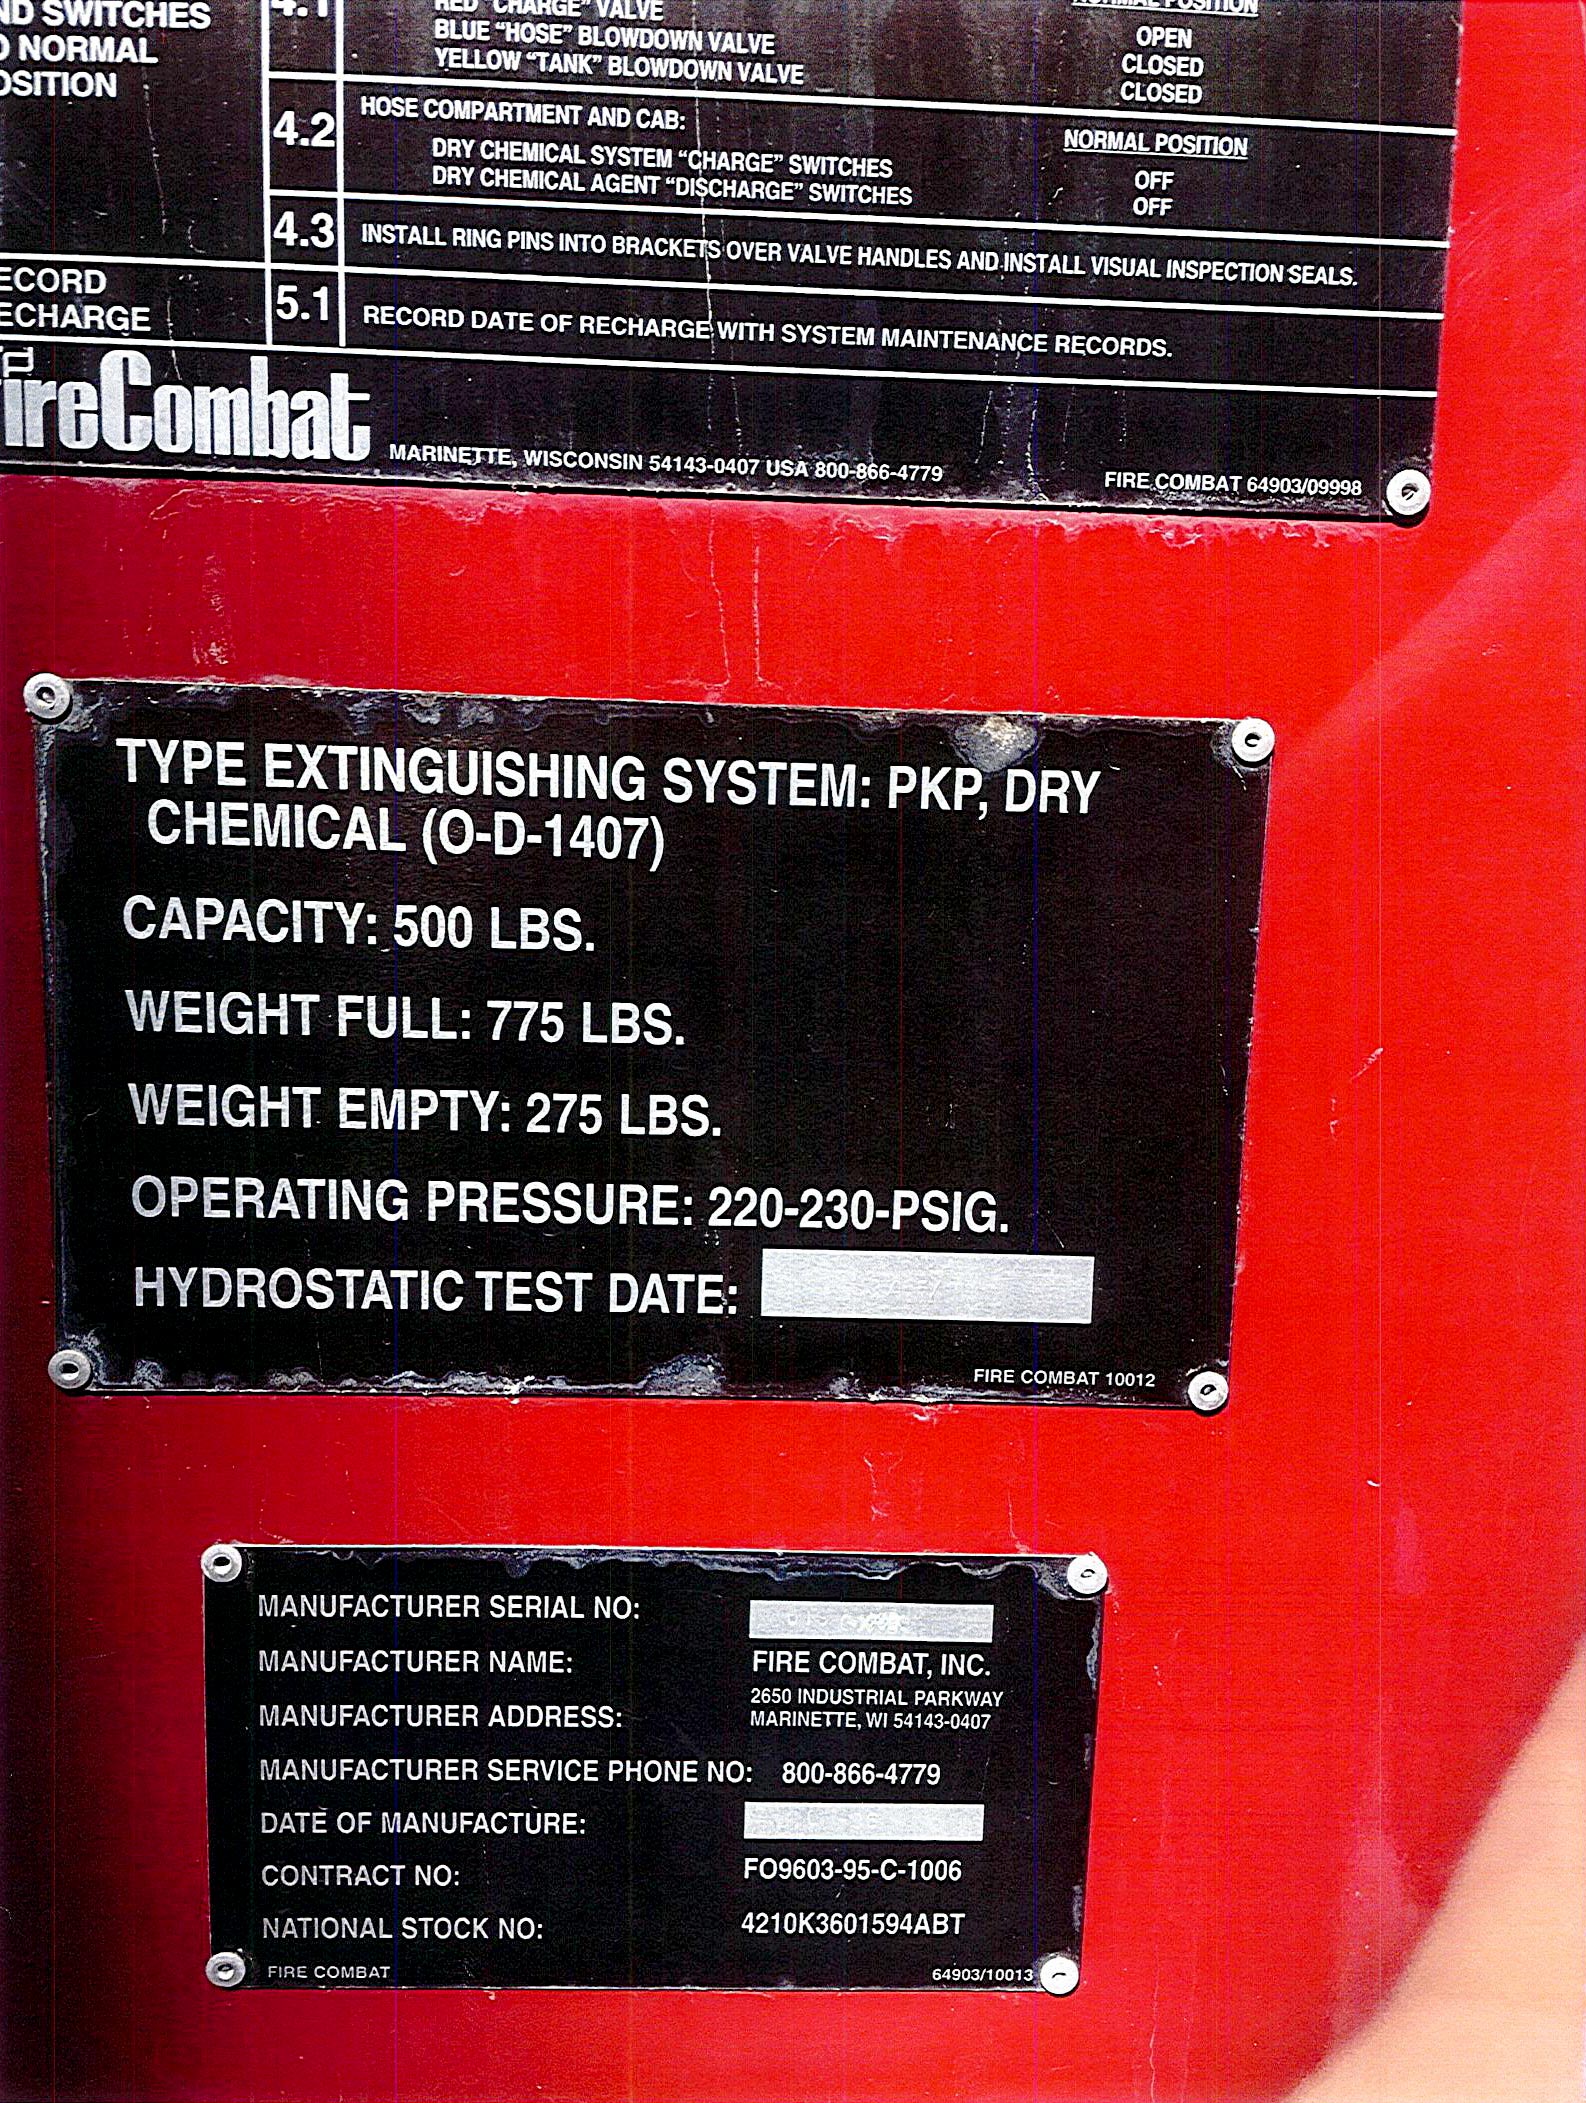 ND SWITCHES
NORMAL
OSITION
4.1
RED "CHARGE" VALVE
BLUE "HOSE" BLOWDOWN VALVE
YELLOW "TANK" BLOWDOWN VALVE
NORMAL POSITION
OPEN
CLOSED
CLOSED
4.2
HOSE COMPARTMENT AND CAB:
NORMAL POSITION
DRY CHEMICAL SYSTEM "CHARGE" SWITCHES OFF
DRY CHEMICAL AGENT "DISCHARGE" SWITCHES OFF
4.3 INSTALL RING PINS INTO BRACKETS OVER VALVE HANDLES AND INSTALL VISUAL INSPECTION SEALS.
ECORD
ECHARGE
5.1 RECORD DATE OF RECHARGE WITH SYSTEM MAINTENANCE RECORDS.
ireCombat MARINETTE, WISCONSIN 54143-0407 USA 800-866-4779 FIRE COMBAT 64903/09998
TYPE EXTINGUISHING SYSTEM: PKP, DRY
CHEMICAL (O-D-1407)
CAPACITY: 500 LBS.
WEIGHT FULL: 775 LBS.
WEIGHT EMPTY: 275 LBS.
OPERATING PRESSURE: 220-230-PSIG.
HYDROSTATIC TEST DATE:
FIRE COMBAT 10012
MANUFACTURER SERIAL NO:
MANUFACTURER NAME: FIRE COMBAT, INC.
MANUFACTURER ADDRESS: 2650 INDUSTRIAL PARKWAY
MARINETTE, WI 54143-0407
MANUFACTURER SERVICE PHONE NO: 800-866-4779
DATE OF MANUFACTURE:
CONTRACT NO: FO9603-95-C-1006
NATIONAL STOCK NO: 4210K3601594ABT
FIRE COMBAT 64903/10013